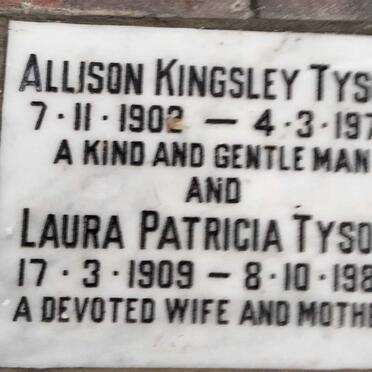 ALLISON KINGSLEY TYS
7·11·1902 – 4·3·197
A KIND AND GENTLE MAN
AND
LAURA PATRICIA TYSO
17·3·1909 – 8·10·198
A DEVOTED WIFE AND MOTHE